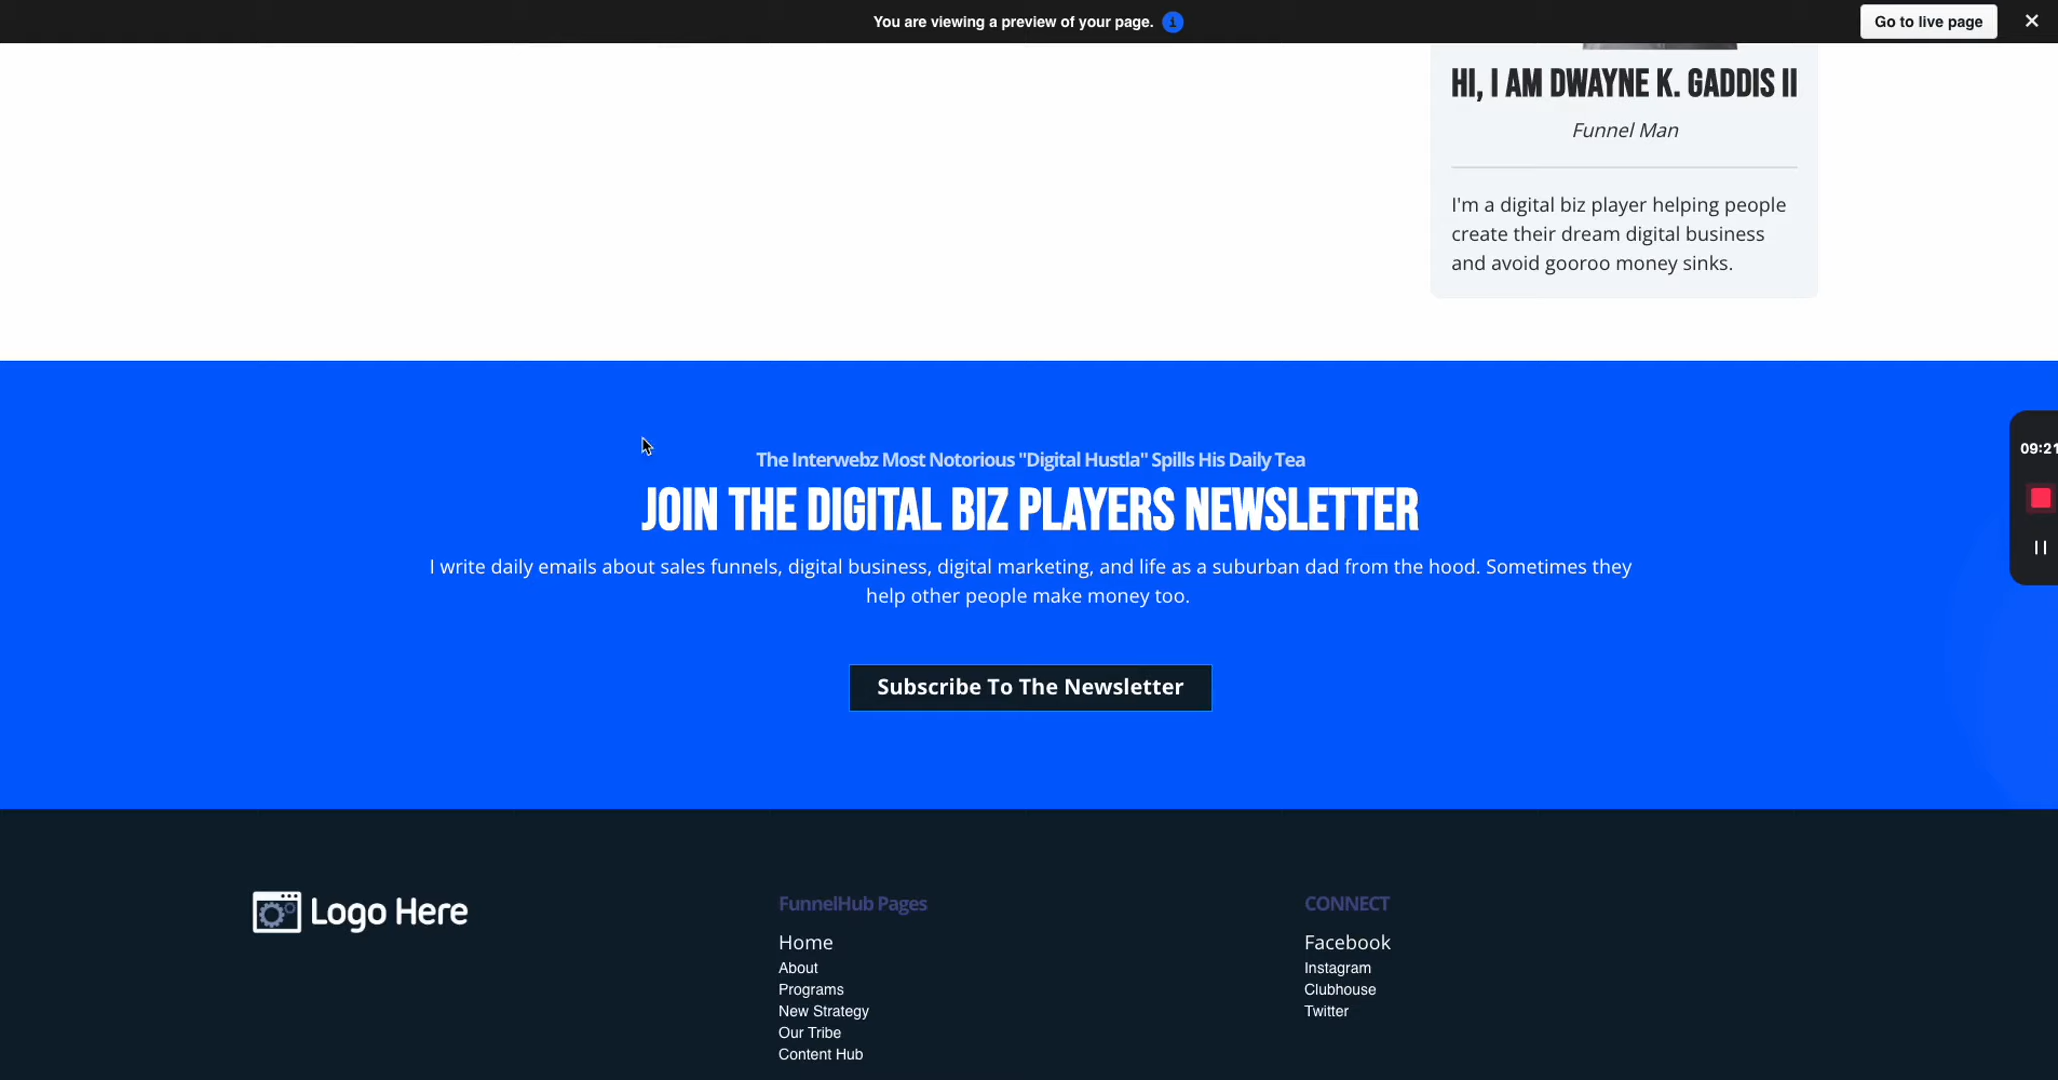 You are viewing a preview of your page.
Go to live page
HI, I AM DWAYNE K. GADDIS II
Funnel Man
I'm a digital biz player helping people
create their dream digital business
and avoid gooroo money sinks.
09:21
The Interwebz Most Notorious "Digital Hustla" Spills His Daily Tea
JOIN THE DIGITAL BIZ PLAYERS NEWSLETTER
I write daily emails about sales funnels, digital business, digital marketing, and life as a suburban dad from the hood. Sometimes they
help other people make money too.
Subscribe To The Newsletter
Logo Here
FunnelHub Pages
Home
About
Programs
New Strategy
Our Tribe
Content Hub
CONNECT
Facebook
Instagram
Clubhouse
Twitter